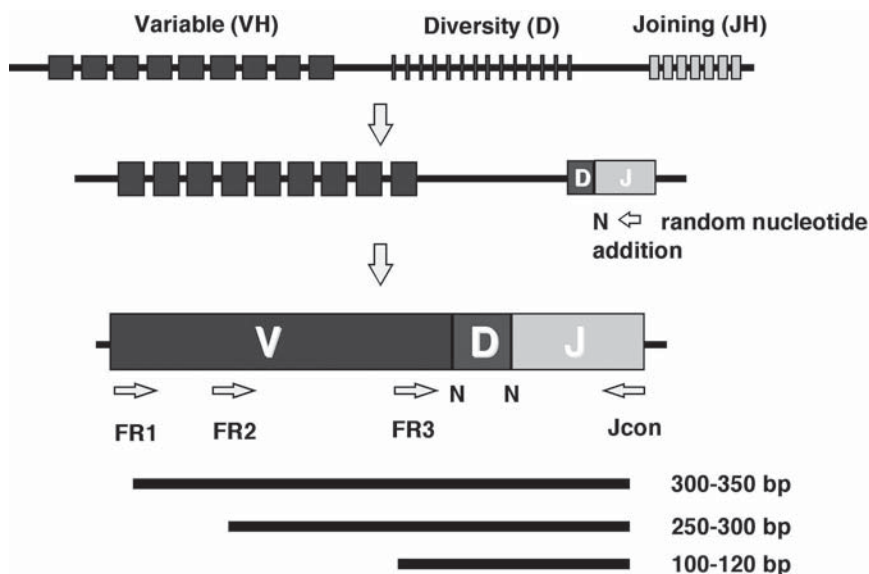 Variable (VH) Diversity (D) Joining (JH)
D J
N random nucleotide
addition
V D J
N N
FR1 FR2 FR3 Jcon
300-350 bp
250-300 bp
100-120 bp